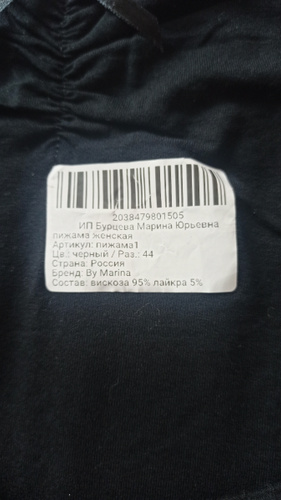 2038479801505
ИП Бурцева Марина Юрьевна
пижама женская
Артикул: пижама1
Цв.: черный / Раз.: 44
Страна: Россия
Бренд: By Marina
Состав: вискоза 95% лайкра 5%